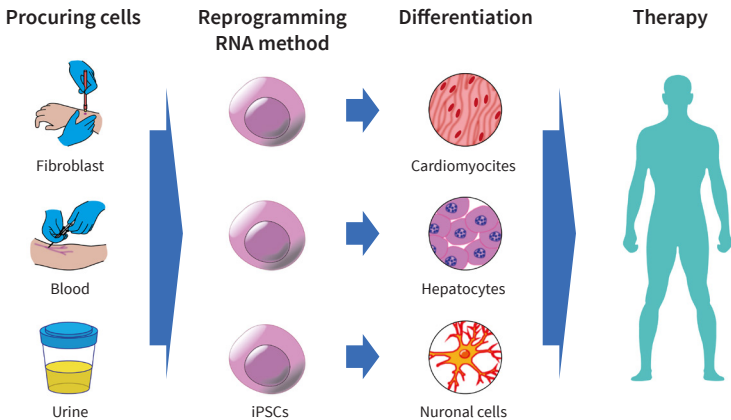 Procuring cells
Reprogramming
RNA method
Differentiation
Therapy
Fibroblast
Cardiomyocites
Blood
Hepatocytes
Urine
iPSCs
Nuronal cells